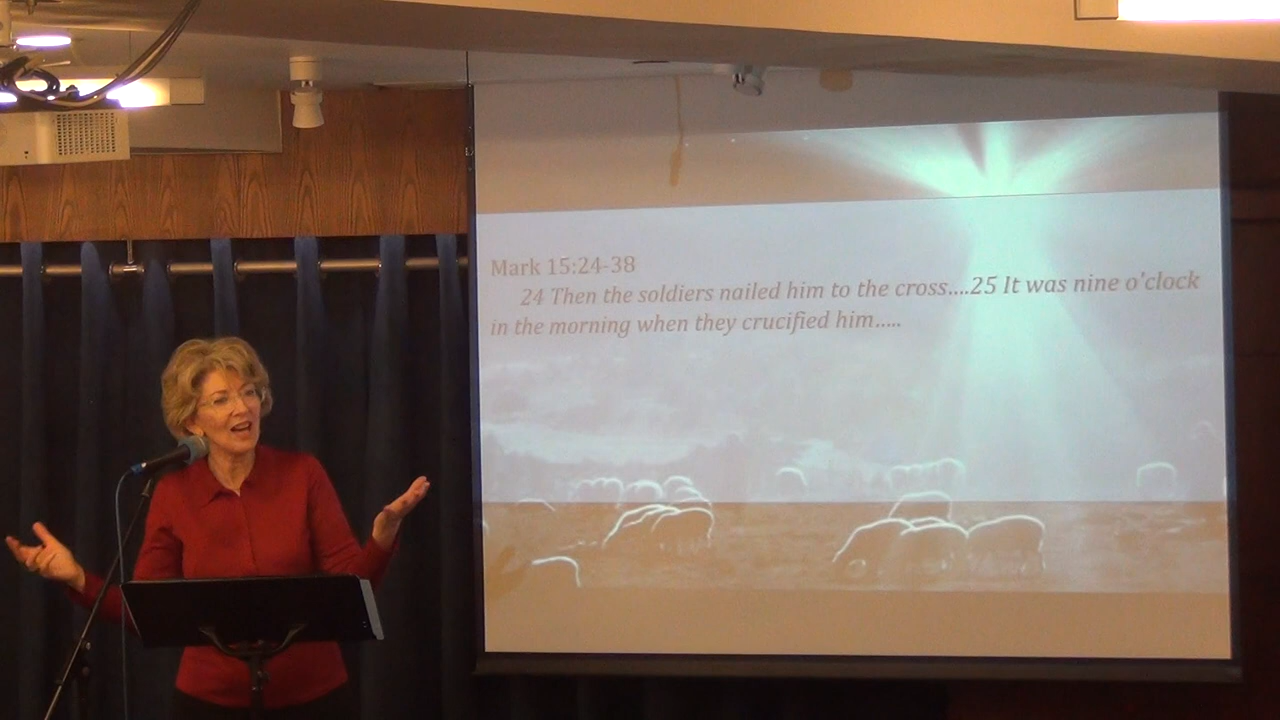 Mark 15:24-38
24 Then the soldiers nailed him to the cross....25 It was nine o'clock
in the morning when they crucified him.....